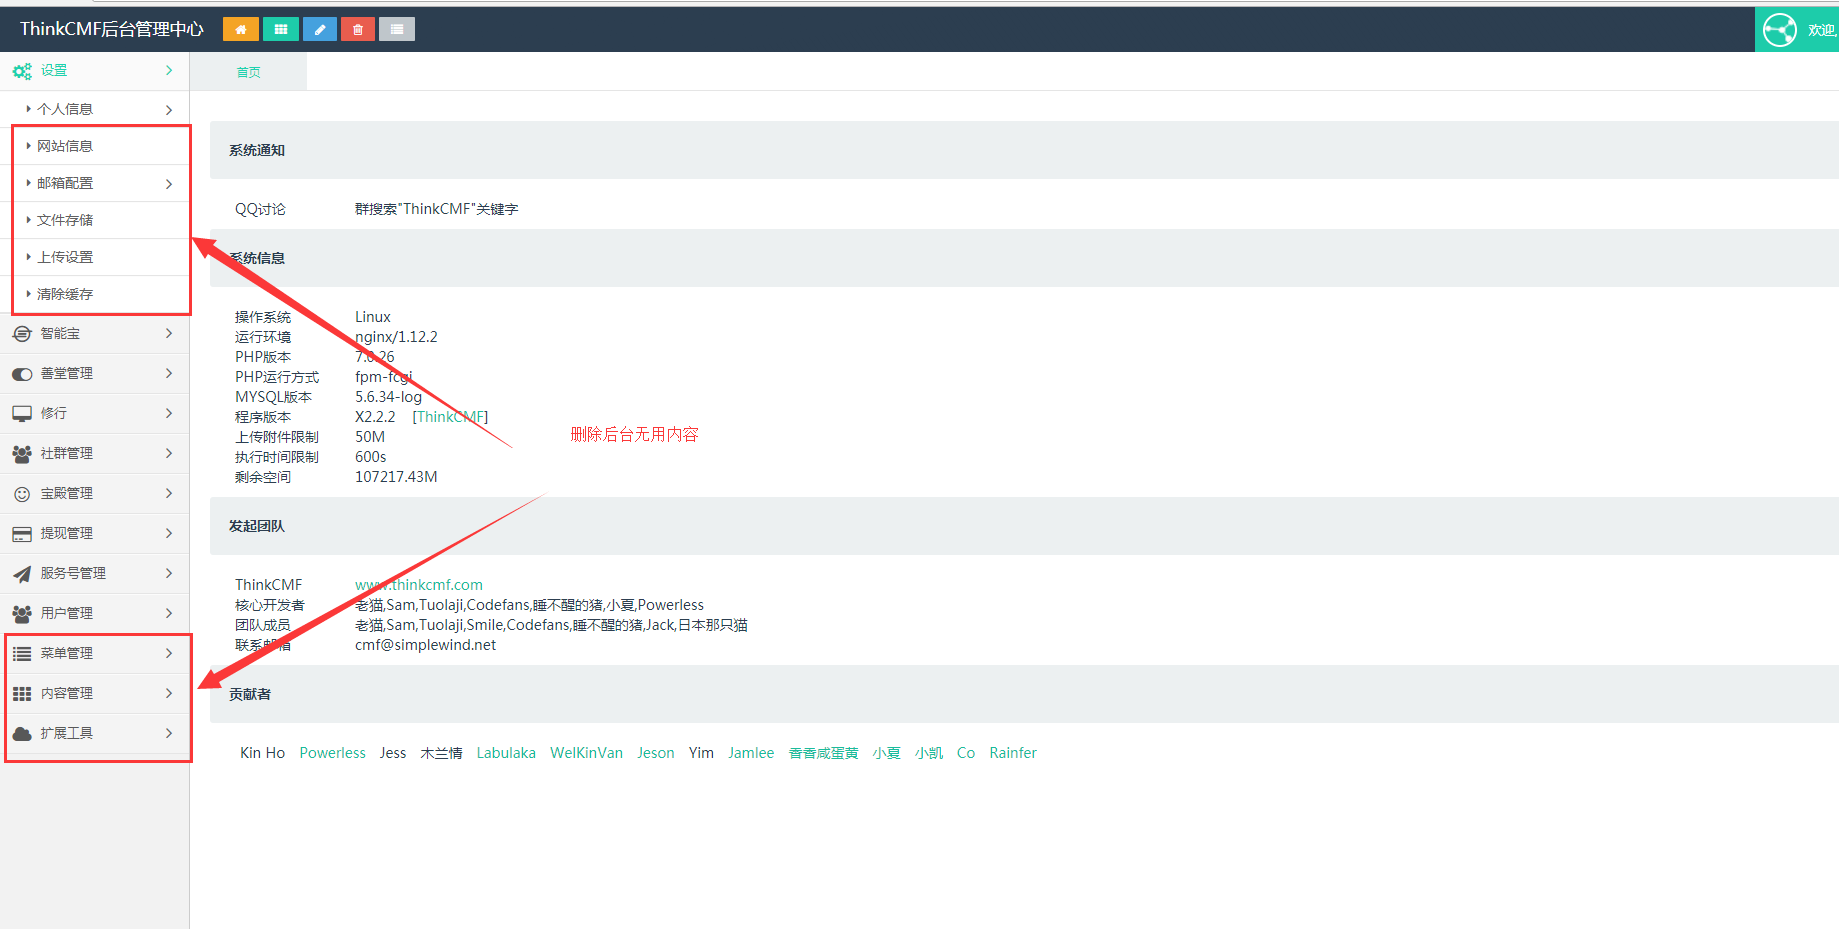 ThinkCMF后台管理中心
欢迎,
设置
首页
个人信息
网站信息
邮箱配置
文件存储
上传设置
清除缓存
智能宝
善堂管理
修行
社群管理
宝殿管理
提现管理
服务号管理
用户管理
菜单管理
内容管理
扩展工具
系统通知
QQ讨论 群搜索"ThinkCMF"关键字
系统信息
操作系统 Linux
运行环境 nginx/1.12.2
PHP版本 7.0.26
PHP运行方式 fpm-fcgi
MYSQL版本 5.6.34-log
程序版本 X2.2.2 [ThinkCMF]
上传附件限制 50M
执行时间限制 600s
剩余空间 107217.43M
删除后台无用内容
发起团队
ThinkCMF www.thinkcmf.com
核心开发者 老猫,Sam,Tuolaji,Codefans,睡不醒的猪,小夏,Powerless
团队成员 老猫,Sam,Tuolaji,Smile,Codefans,睡不醒的猪,Jack,日本那只猫
联系邮箱 cmf@simplewind.net
贡献者
Kin Ho Powerless Jess 木兰情 Labulaka WelKinVan Jeson Yim Jamlee 香香咸蛋黄 小夏 小凯 Co Rainfer